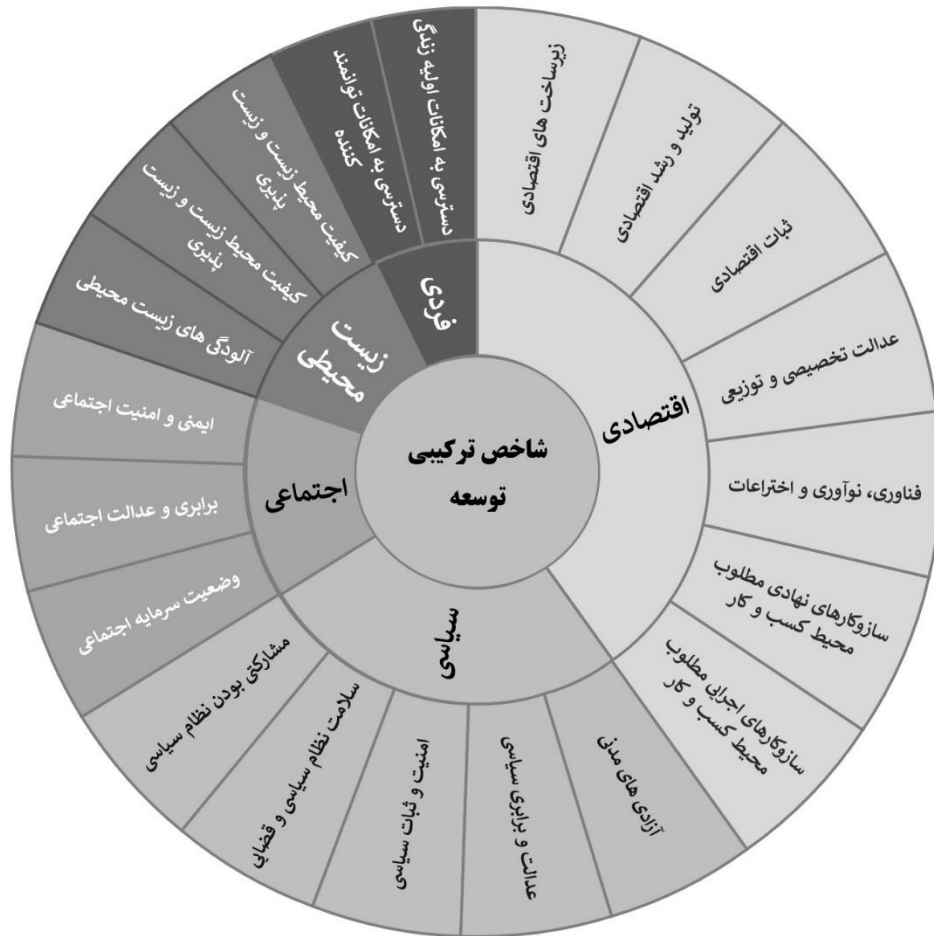 شاخص ترکیبی
توسعه
اقتصادی
زیرساخت های اقتصادی
تولید و رشد اقتصادی
ثبات اقتصادی
عدالت تخصیصی و توزیعی
فناوری، نوآوری و اختراعات
سازوکارهای نهادی مطلوب
محیط کسب و کار
سازوکارهای اجرایی مطلوب
محیط کسب و کار
سیاسی
آزادی های مدنی
عدالت و برابری سیاسی
امنیت و ثبات سیاسی
سلامت نظام سیاسی و قضایی
مشارکتی بودن نظام سیاسی
اجتماعی
وضعیت سرمایه اجتماعی
برابری و عدالت اجتماعی
ایمنی و امنیت اجتماعی
زیست
محیطی
آلودگی های زیست محیطی
کیفیت محیط زیست و زیست
پذیری
کیفیت محیط زیست و زیست
پذیری
فردی
دسترسی به امکانات توانمند
کننده
دسترسی به امکانات اولیه زندگی